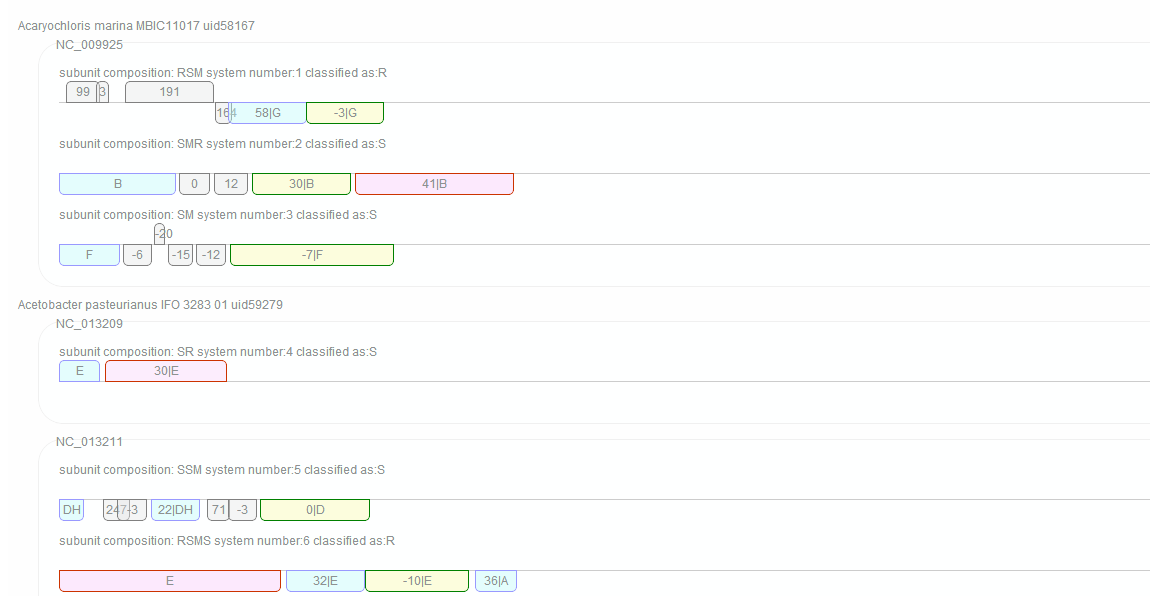 Acaryochloris marina MBIC11017 uid58167
NC_009925
subunit composition: RSM system number:1 classified as:R
99 3 191
164 58|G -3|G
subunit composition: SMR system number:2 classified as:S
B 0 12 30|B 41|B
subunit composition: SM system number:3 classified as:S
-20
F -6 -15 -12 -7|F
Acetobacter pasteurianus IFO 3283 01 uid59279
NC_013209
subunit composition: SR system number:4 classified as:S
E 30|E
NC_013211
subunit composition: SSM system number:5 classified as:S
DH 247 -3 22|DH 71 -3 0|D
subunit composition: RSMS system number:6 classified as:R
E 32|E -10|E 36|A